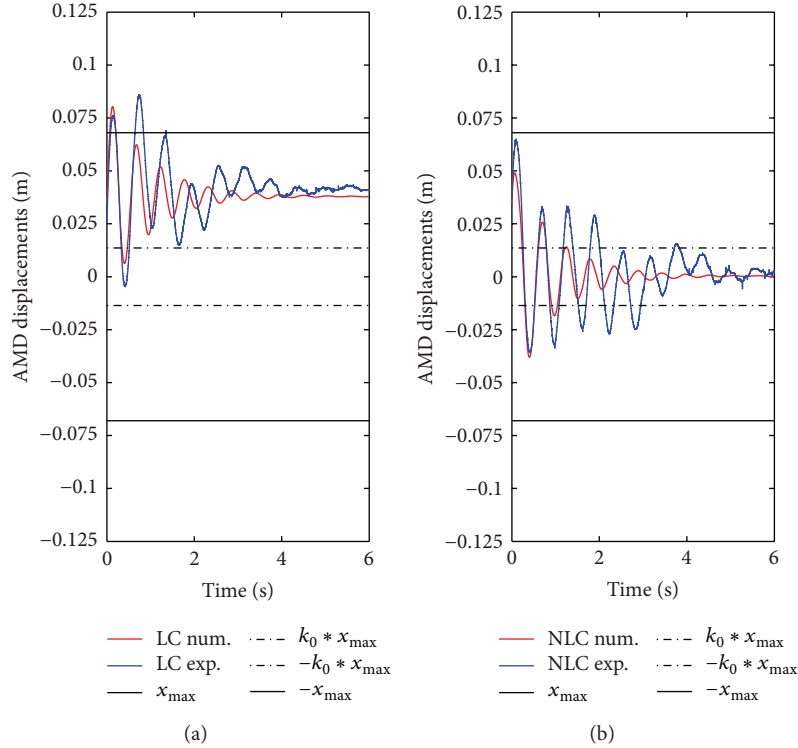 0.125
0.1
0.075
0.05
0.025
0
−0.025
−0.05
−0.075
−0.1
−0.125
AMD displacements (m)
0 2 4 6
Time (s)
LC num.
LC exp.
x_max
k_0 * x_max
−k_0 * x_max
−x_max
(a)
0.125
0.1
0.075
0.05
0.025
0
−0.025
−0.05
−0.075
−0.1
−0.125
AMD displacements (m)
0 2 4 6
Time (s)
NLC num.
NLC exp.
x_max
k_0 * x_max
−k_0 * x_max
−x_max
(b)